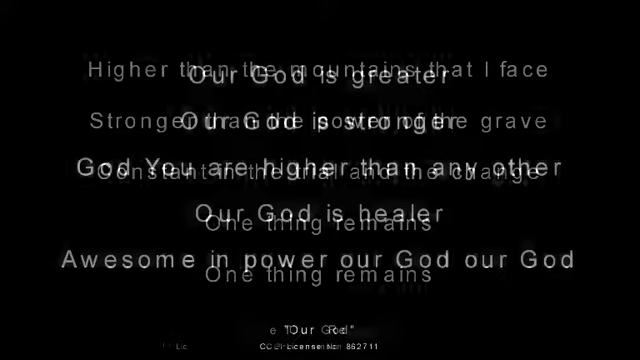 Higher than the mountains that I face
Our God is greater
Stronger than the power of the grave
Our God is stronger
God You are higher than any other
Constant in the trial and the change
Our God is healer
One thing remains
Awesome in power our God our God
One thing remains
"Our God"
CCLI License No. 862711